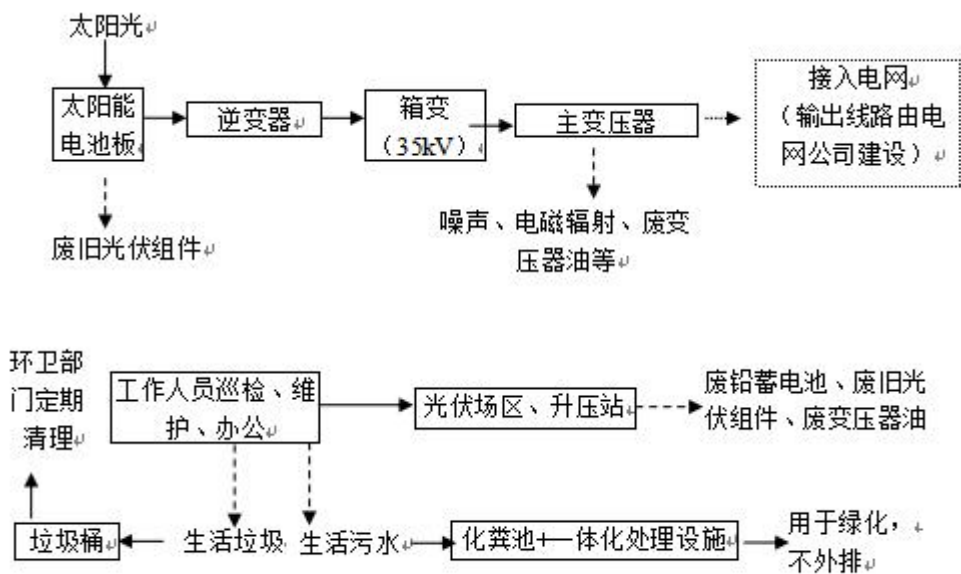 太阳光
太阳能
电池板
逆变器
箱变
（35kV）
主变压器
接入电网
（输出线路由电
网公司建设）
废旧光伏组件
噪声、电磁辐射、废变
压器油等
环卫部
门定期
清理
工作人员巡检、维
护、办公
光伏场区、升压站
废铅蓄电池、废旧光
伏组件、废变压器油
垃圾桶
生活垃圾
生活污水
化粪池+一体化处理设施
用于绿化，
不外排